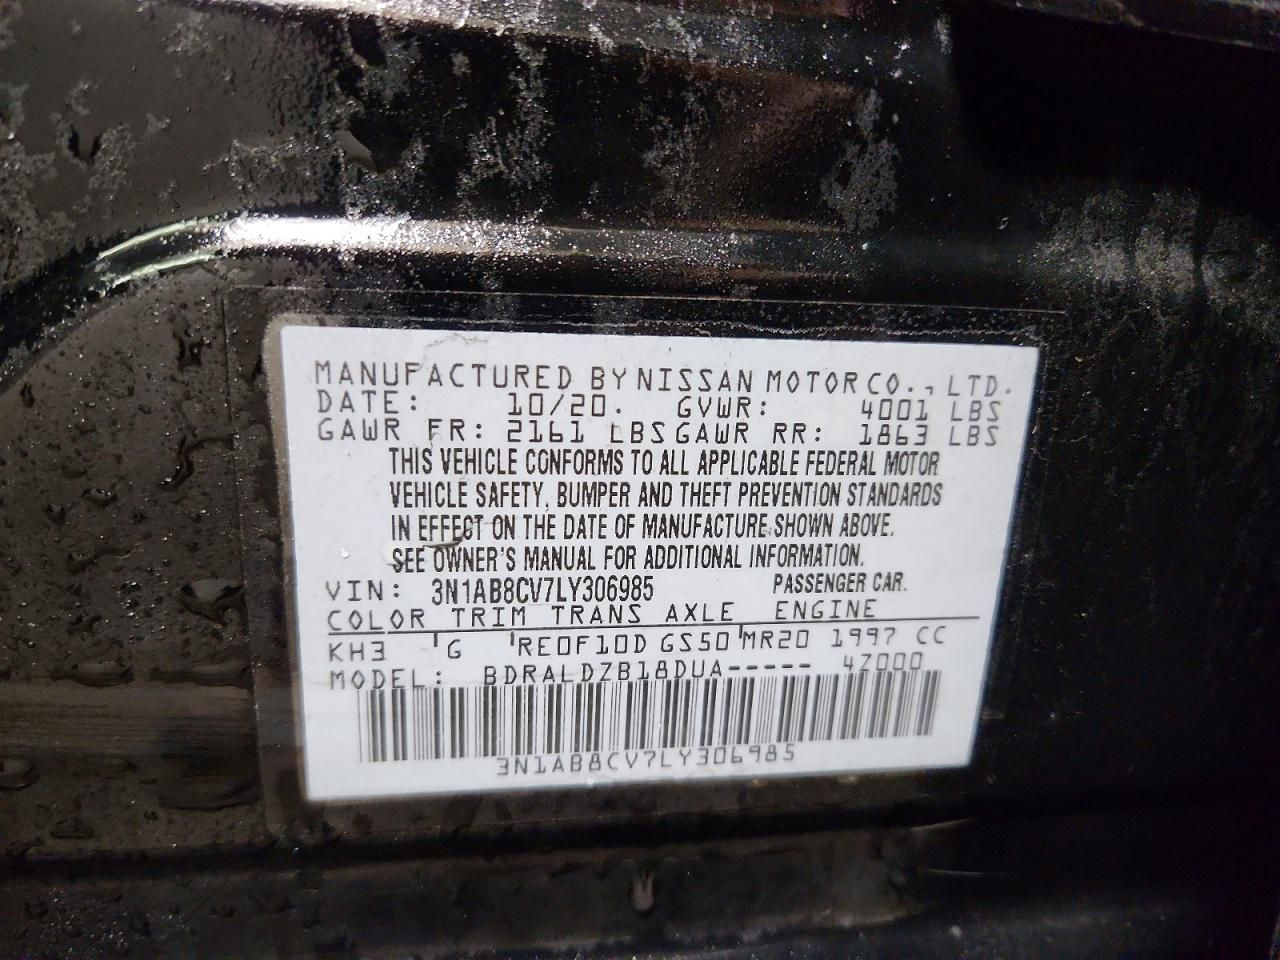 MANUFACTURED BY NISSAN MOTOR CO., LTD.
DATE: 10/20. GVWR: 4001 LBS
GAWR FR: 2161 LBS GAWR RR: 1863 LBS
THIS VEHICLE CONFORMS TO ALL APPLICABLE FEDERAL MOTOR
VEHICLE SAFETY, BUMPER AND THEFT PREVENTION STANDARDS
IN EFFECT ON THE DATE OF MANUFACTURE SHOWN ABOVE.
SEE OWNER'S MANUAL FOR ADDITIONAL INFORMATION.
VIN: 3N1AB8CV7LY306985 PASSENGER CAR.
COLOR TRIM TRANS AXLE ENGINE
KH3 G RE0F10D GS50 MR20 1997 CC
MODEL: BDRALDZB18DUA----- 4Z000
3N1AB8CV7LY306985